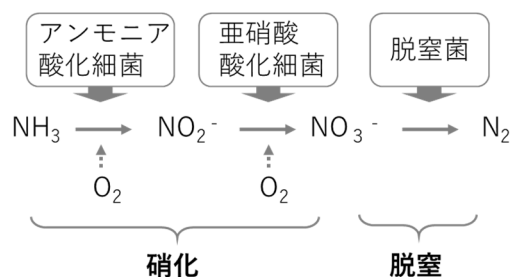 アンモニア
酸化細菌
亜硝酸
酸化細菌
脱窒菌
NH₃ NO₂⁻ NO₃⁻ N₂
O₂ O₂
硝化 脱窒